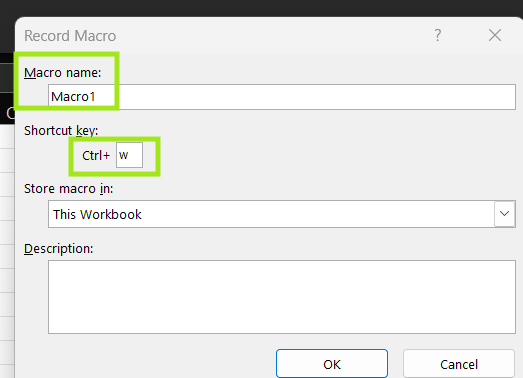 Record Macro ?
Macro name:
Macro1
Shortcut key:
Ctrl+ w
Store macro in:
This Workbook
Description:
OK Cancel